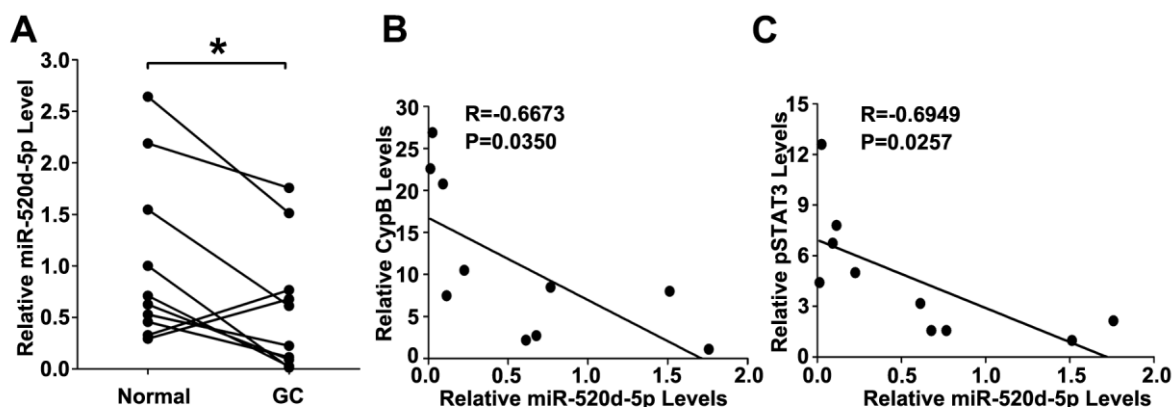 A
*
Relative miR-520d-5p Level
3.0
2.5
2.0
1.5
1.0
0.5
0.0
Normal GC
B
R=-0.6673
P=0.0350
Relative CypB Levels
30
25
20
15
10
5
0
0.0 0.5 1.0 1.5 2.0
Relative miR-520d-5p Levels
C
R=-0.6949
P=0.0257
Relative pSTAT3 Levels
15
12
9
6
3
0
0.0 0.5 1.0 1.5 2.0
Relative miR-520d-5p Levels